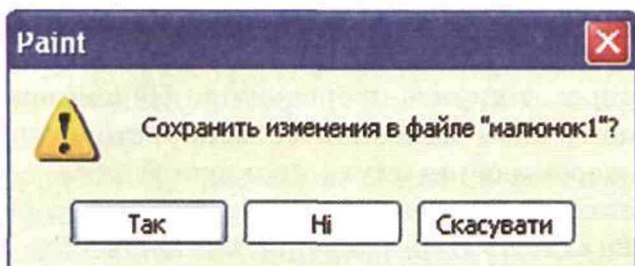 Paint
Сохранить изменения в файле "малюнок1"?
Так
Ні
Скасувати